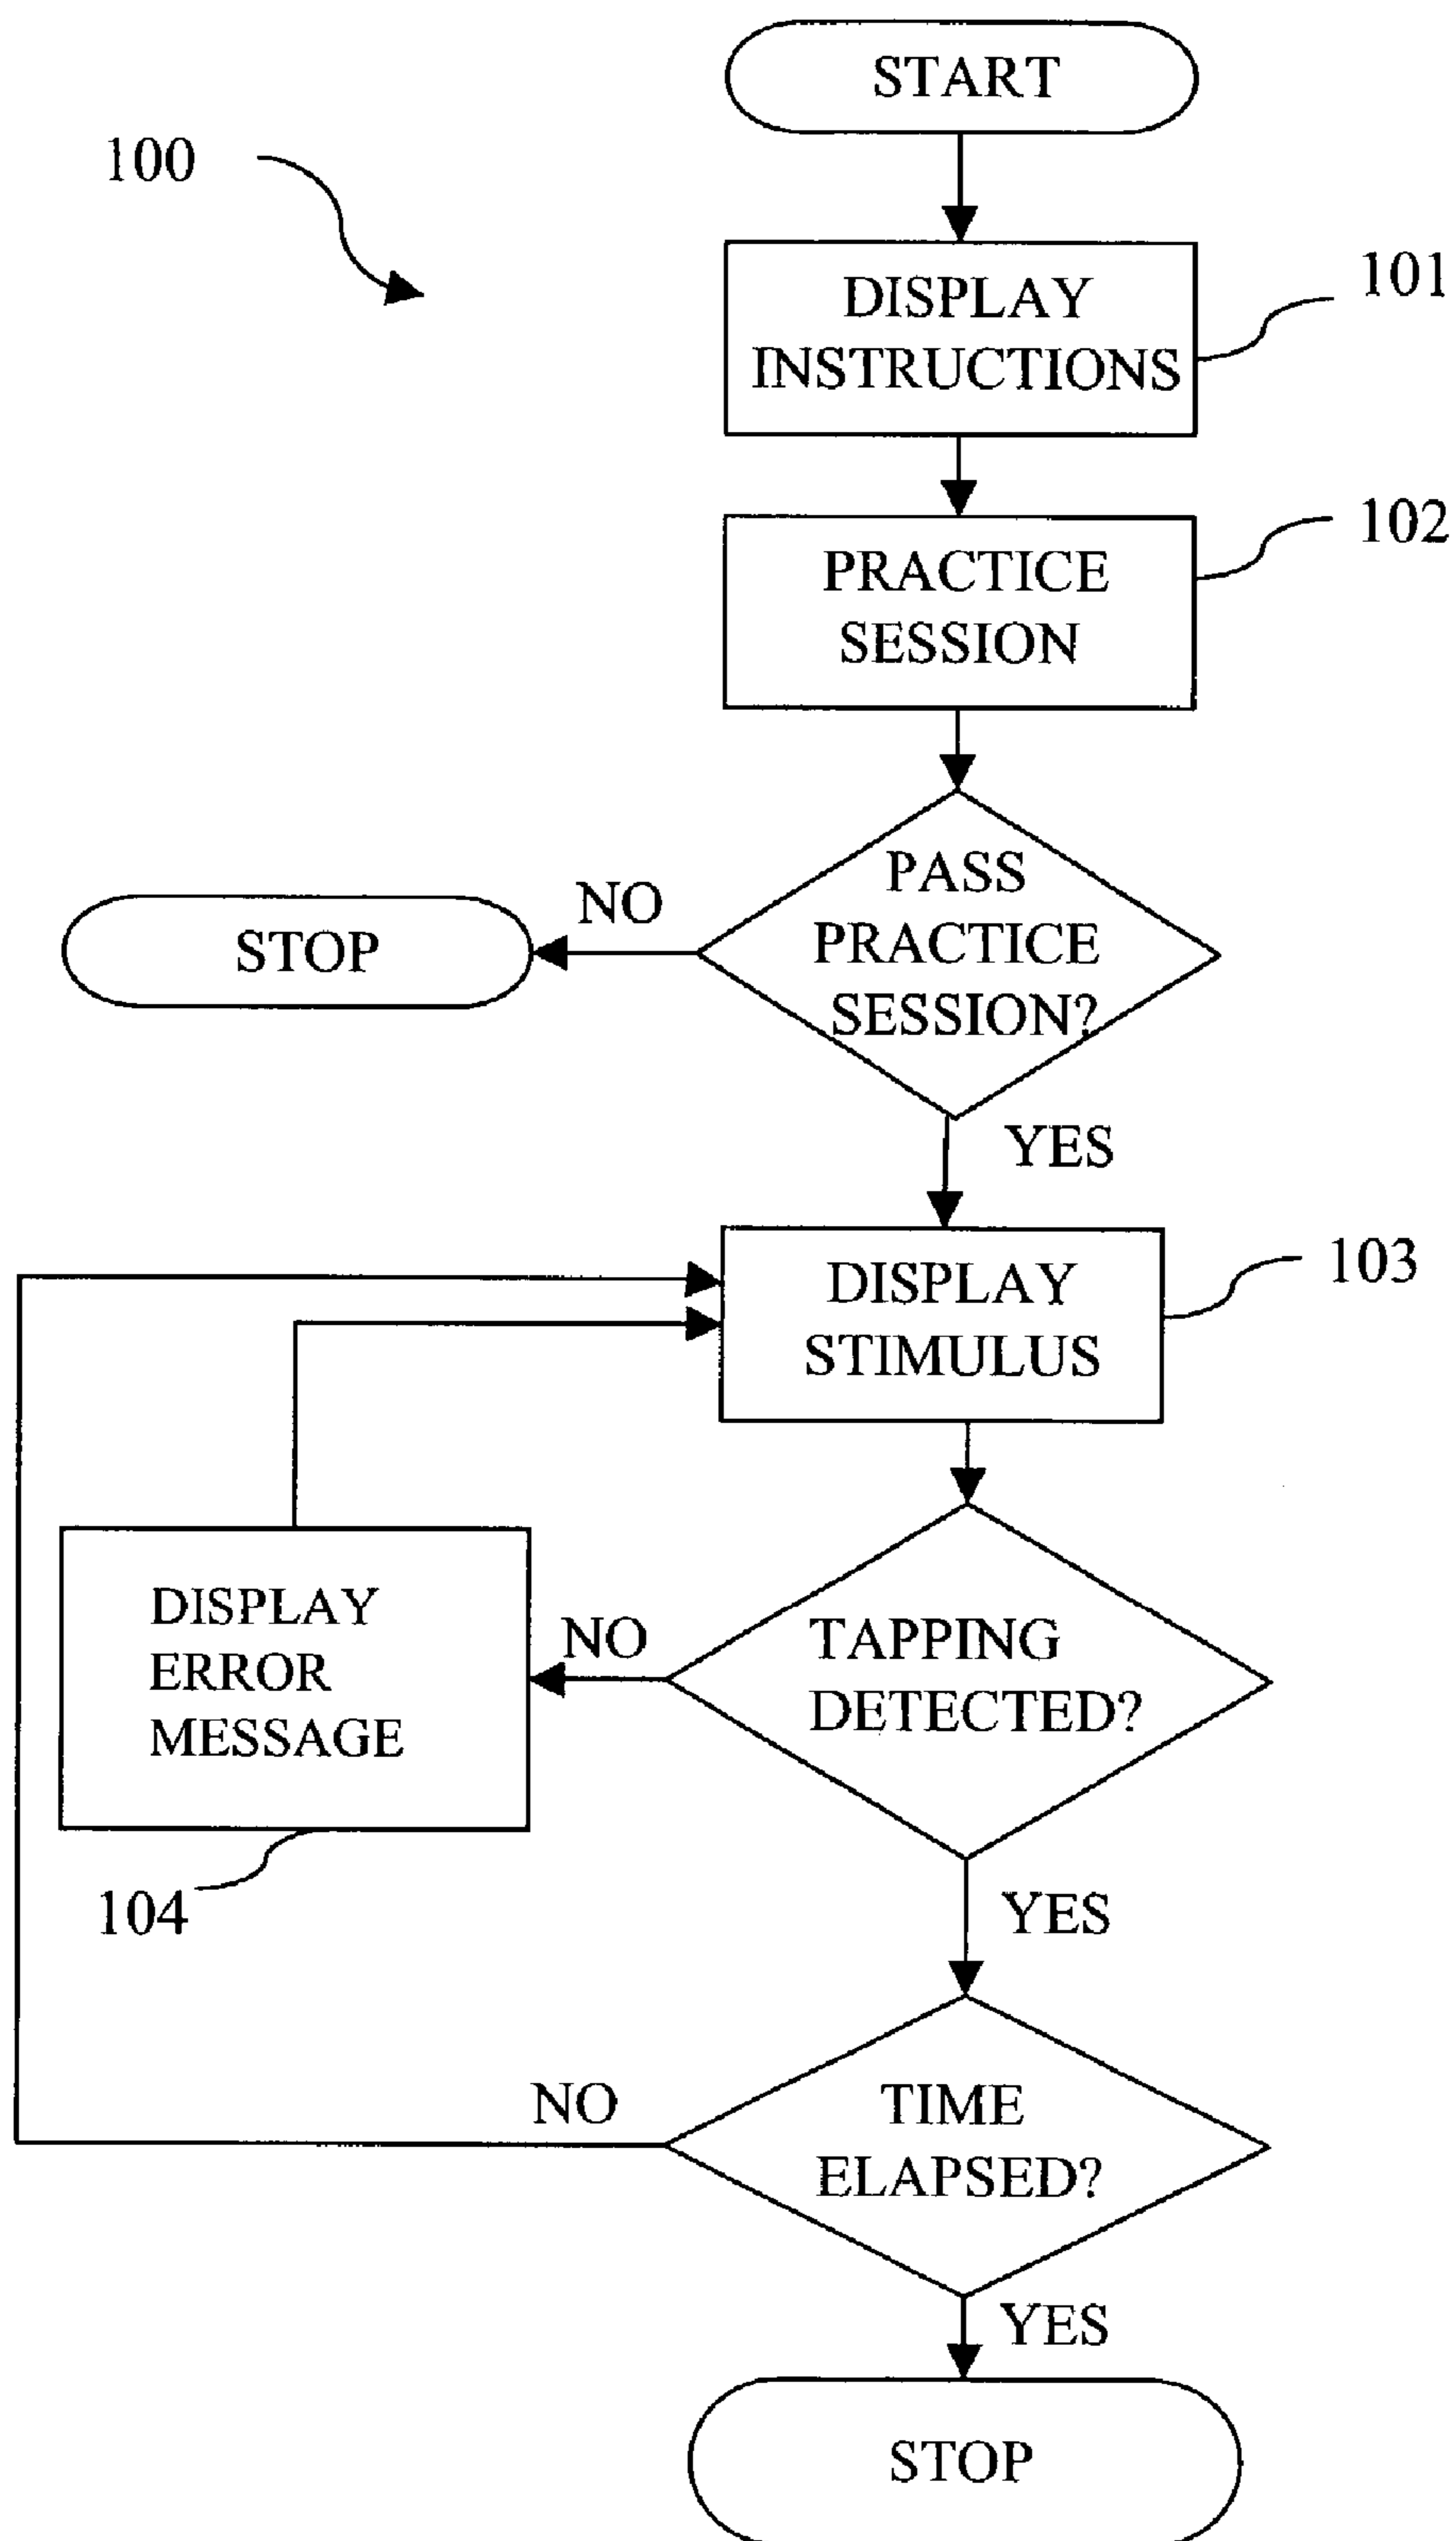 START
100
DISPLAY
INSTRUCTIONS
101
PRACTICE
SESSION
102
PASS
PRACTICE
SESSION?
NO
STOP
YES
DISPLAY
STIMULUS
103
TAPPING
DETECTED?
NO
DISPLAY
ERROR
MESSAGE
104
YES
TIME
ELAPSED?
NO
YES
STOP